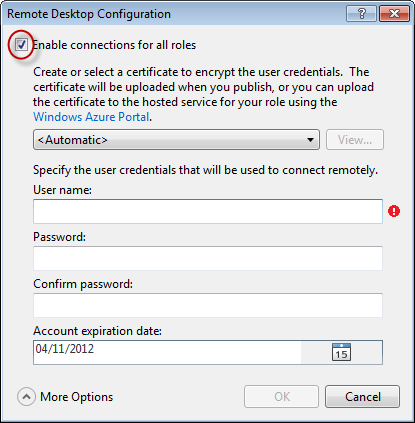 Remote Desktop Configuration
Enable connections for all roles
Create or select a certificate to encrypt the user credentials. The
certificate will be uploaded when you publish, or you can upload
the certificate to the hosted service for your role using the
Windows Azure Portal.
<Automatic>
View...
Specify the user credentials that will be used to connect remotely.
User name:
Password:
Confirm password:
Account expiration date:
04/11/2012
15
More Options
OK
Cancel